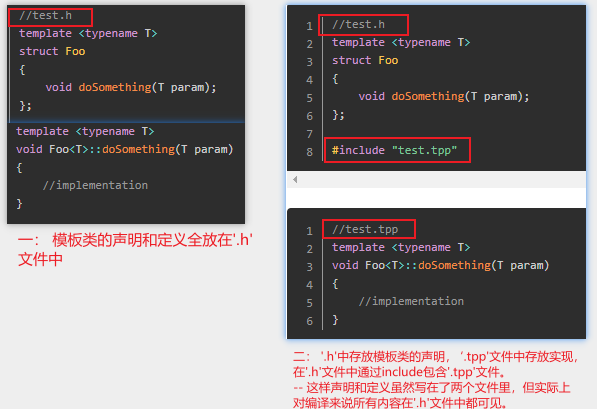 //test.h
template <typename T>
struct Foo
{
void doSomething(T param);
};
template <typename T>
void Foo<T>::doSomething(T param)
{
//implementation
}
一： 模板类的声明和定义全放在'.h'
文件中
1 //test.h
2 template <typename T>
3 struct Foo
4 {
5 void doSomething(T param);
6 };
7
8 #include "test.tpp"
1 //test.tpp
2 template <typename T>
3 void Foo<T>::doSomething(T param)
4 {
5 //implementation
6 }
二： '.h'中存放模板类的声明， '.tpp'文件中存放实现，
在'.h'文件中通过include包含'.tpp'文件。
-- 这样声明和定义虽然写在了两个文件里，但实际上
对编译来说所有内容在'.h'文件中都可见。